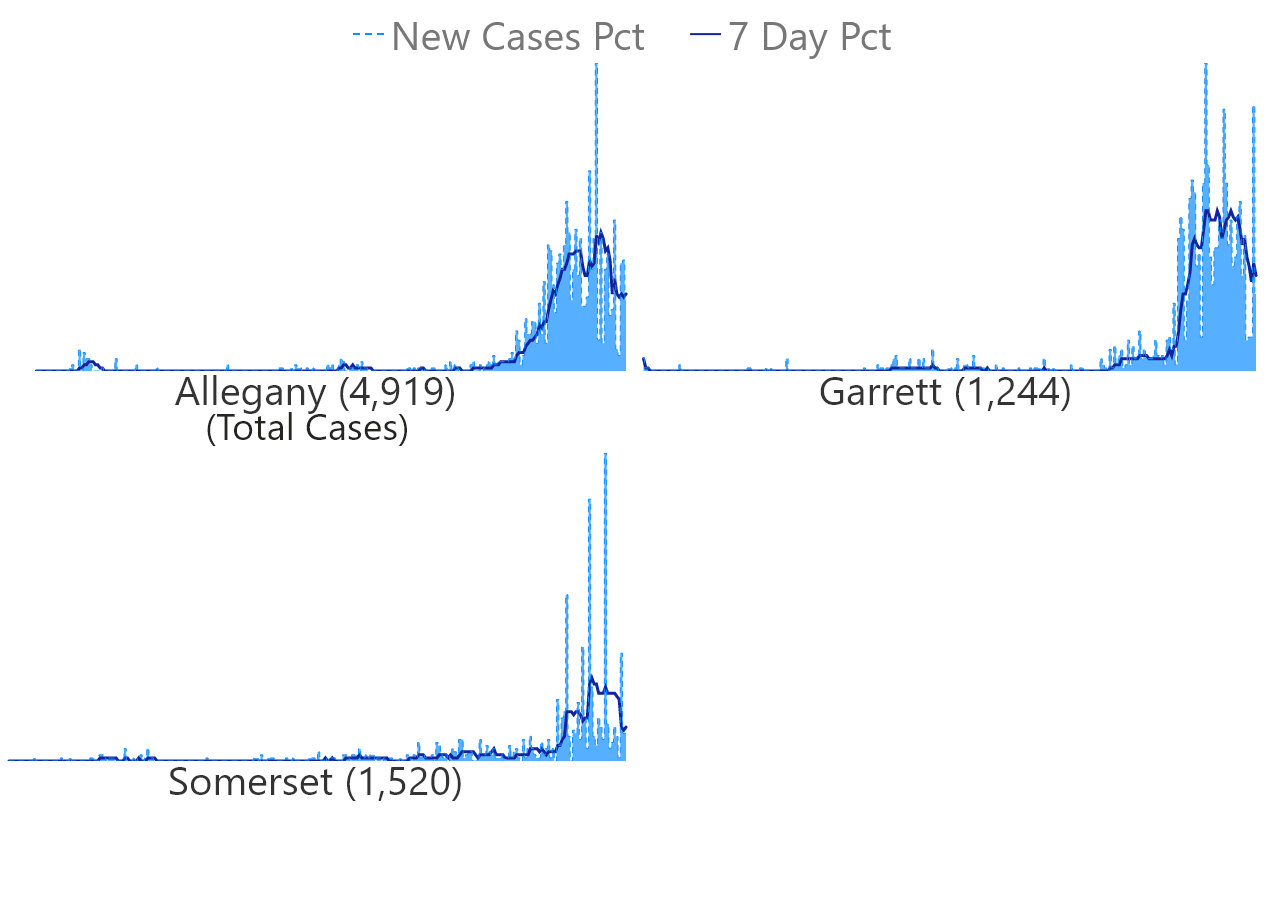 New Cases Pct 7 Day Pct
Allegany (4,919)
(Total Cases)
Garrett (1,244)
Somerset (1,520)